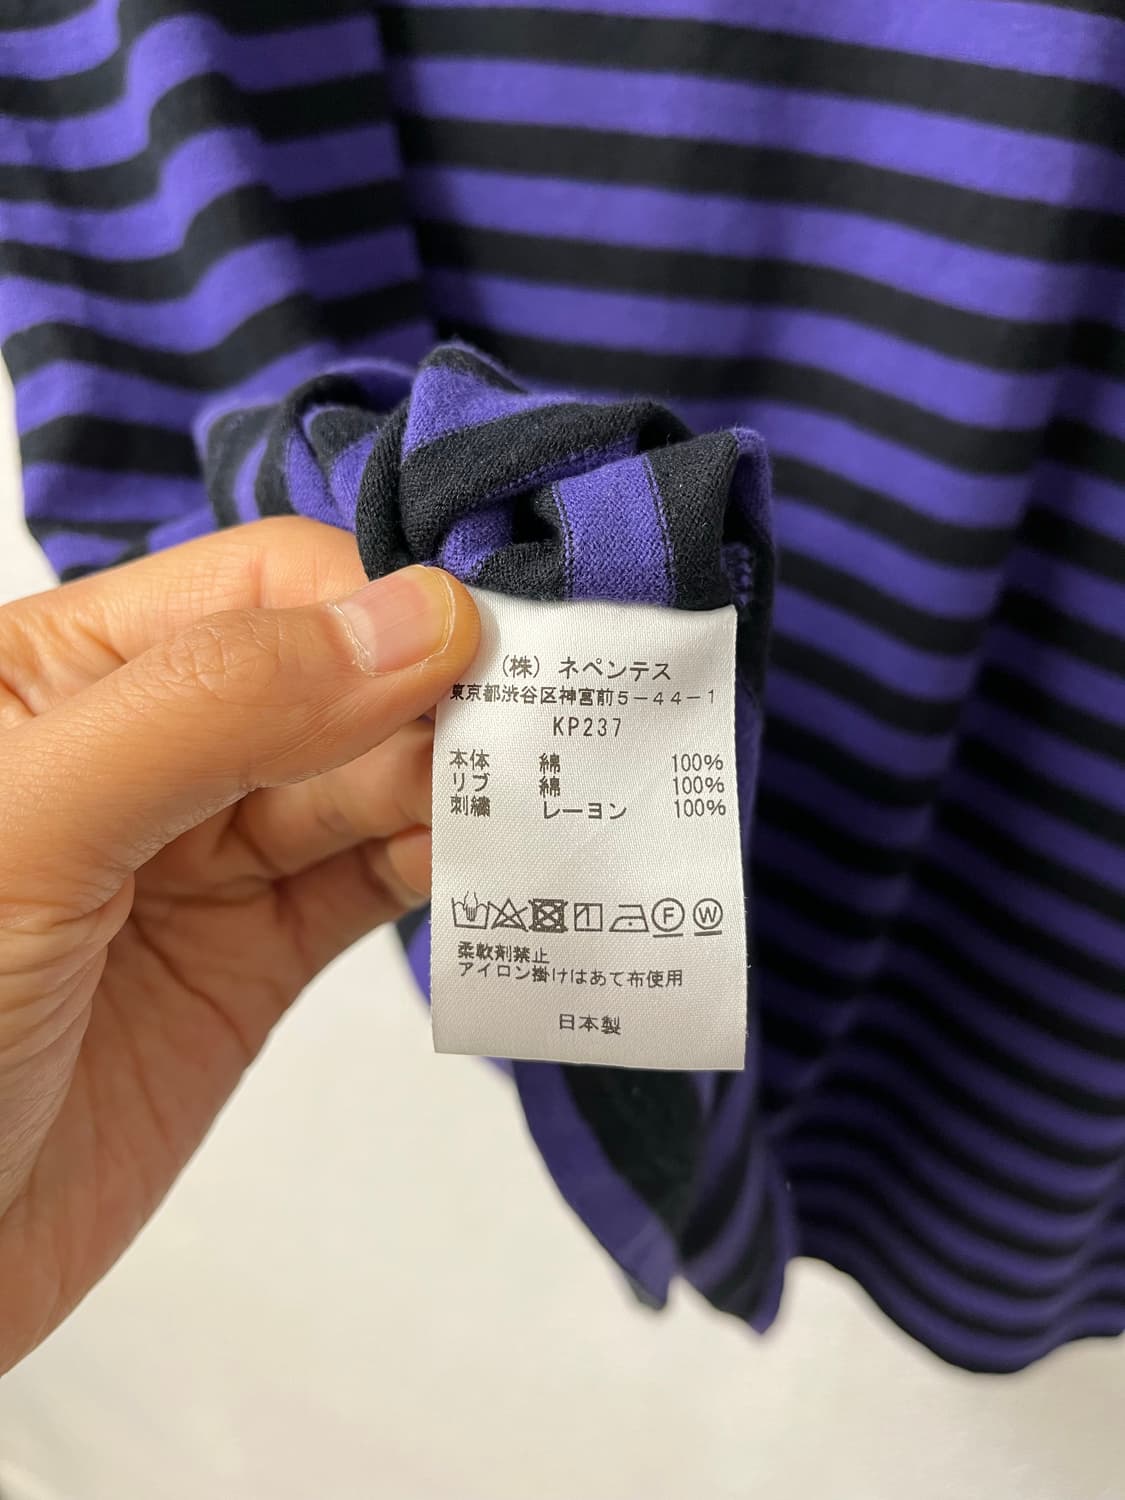 （株）ネペンテス
東京都渋谷区神宮前５－４４－１
KP237
本体 綿 100%
リブ 綿 100%
刺繍 レーヨン 100%
F W
柔軟剤禁止
アイロン掛けはあて布使用
日本製